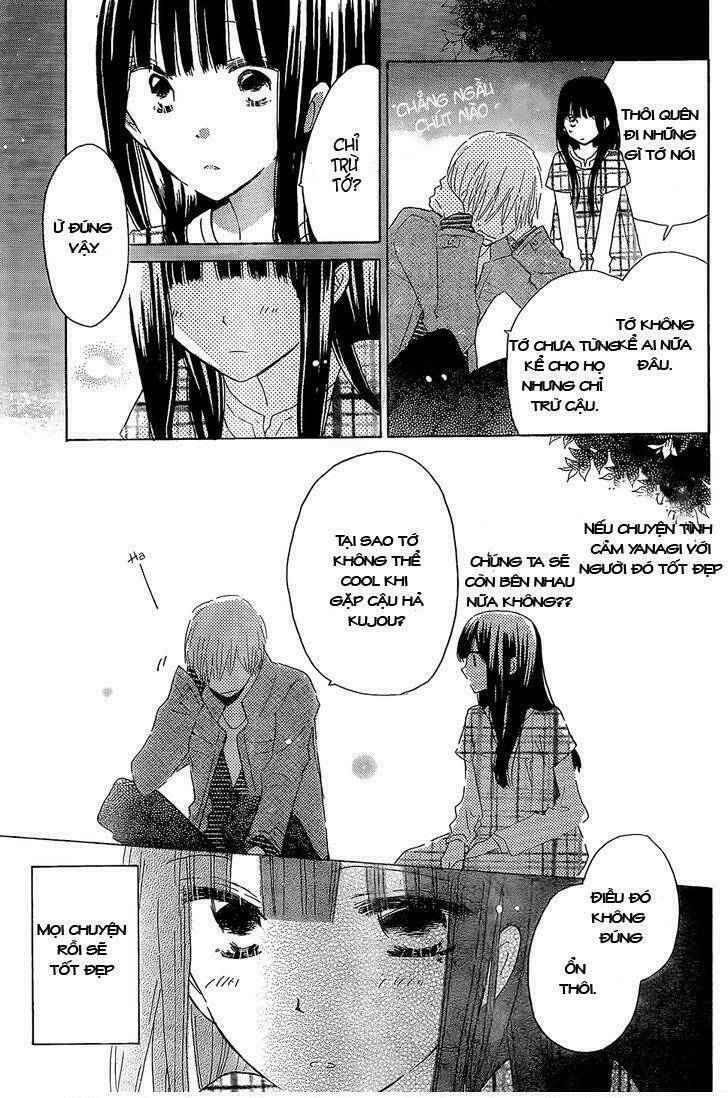 "CHẲNG NGẦU
CHÚT NÀO"
THÔI QUÊN
ĐI NHỮNG
GÌ TỚ NÓI
TỚ KHÔNG
KỂ AI NỮA
ĐÂU.
TỚ CHƯA TỪNG
KỂ CHO HỌ
NHƯNG CHỈ
TRỪ CẬU.
CHỈ
TRỪ
TỚ?
Ừ ĐÚNG
VẬY.
NẾU CHUYỆN TÌNH
CẢM YANAGI VỚI
NGƯỜI ĐÓ TỐT ĐẸP
CHÚNG TA SẼ
CÒN BÊN NHAU
NỮA KHÔNG??
TẠI SAO TỚ
KHÔNG THỂ
COOL KHI
GẶP CẬU HẢ
KUJOU?
Ha
ĐIỀU ĐÓ
KHÔNG
ĐÚNG
ỔN
THÔI.
MỌI CHUYỆN
RỒI SẼ
TỐT ĐẸP